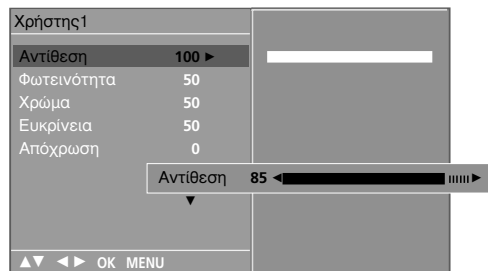 Χρήστης1
Αντίθεση 100 ►
Φωτεινότητα 50
Χρώμα 50
Ευκρίνεια 50
Απόχρωση 0
Αντίθεση 85 ◄ ►
▼
▲▼ ◄► OK MENU